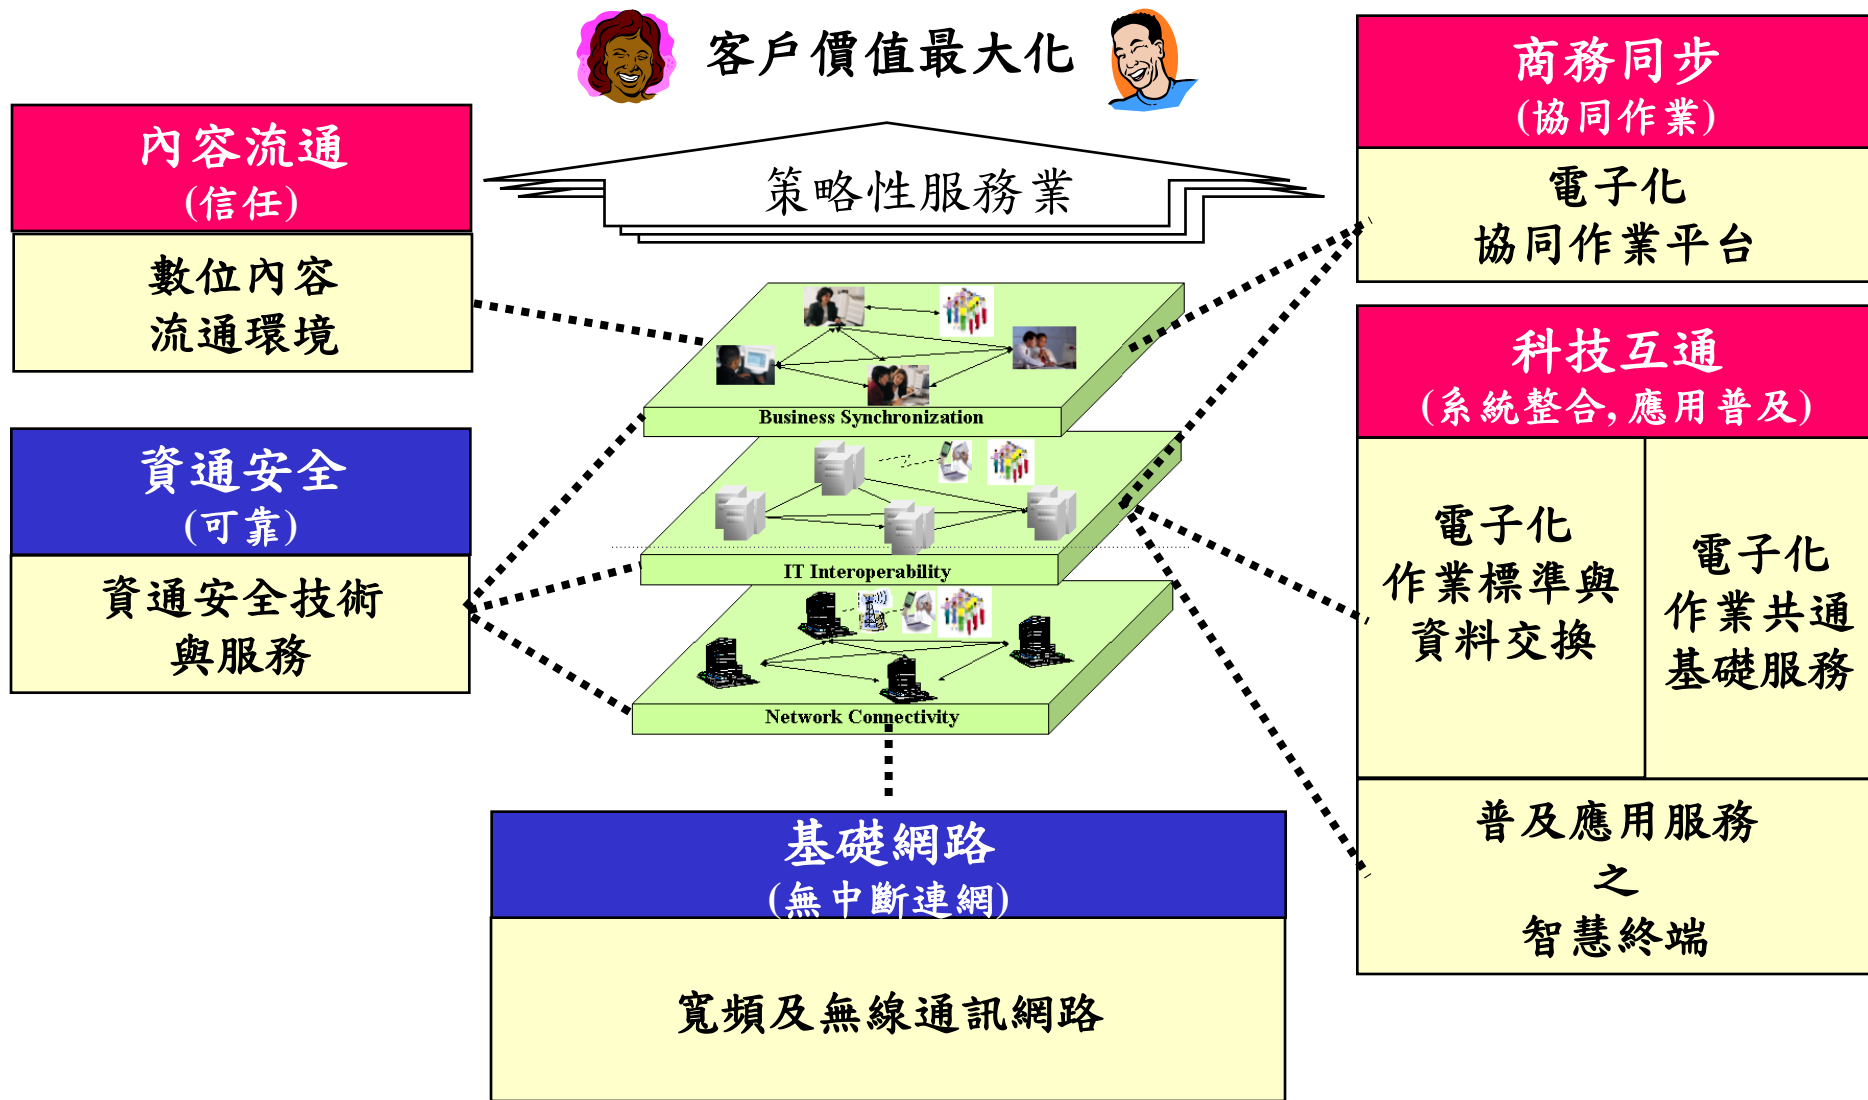 客戶價值最大化
策略性服務業
內容流通
(信任)
數位內容
流通環境
資通安全
(可靠)
資通安全技術
與服務
Business Synchronization
IT Interoperability
Network Connectivity
基礎網路
(無中斷連網)
寬頻及無線通訊網路
商務同步
(協同作業)
電子化
協同作業平台
科技互通
(系統整合, 應用普及)
電子化
作業標準與
資料交換
電子化
作業共通
基礎服務
普及應用服務
之
智慧終端